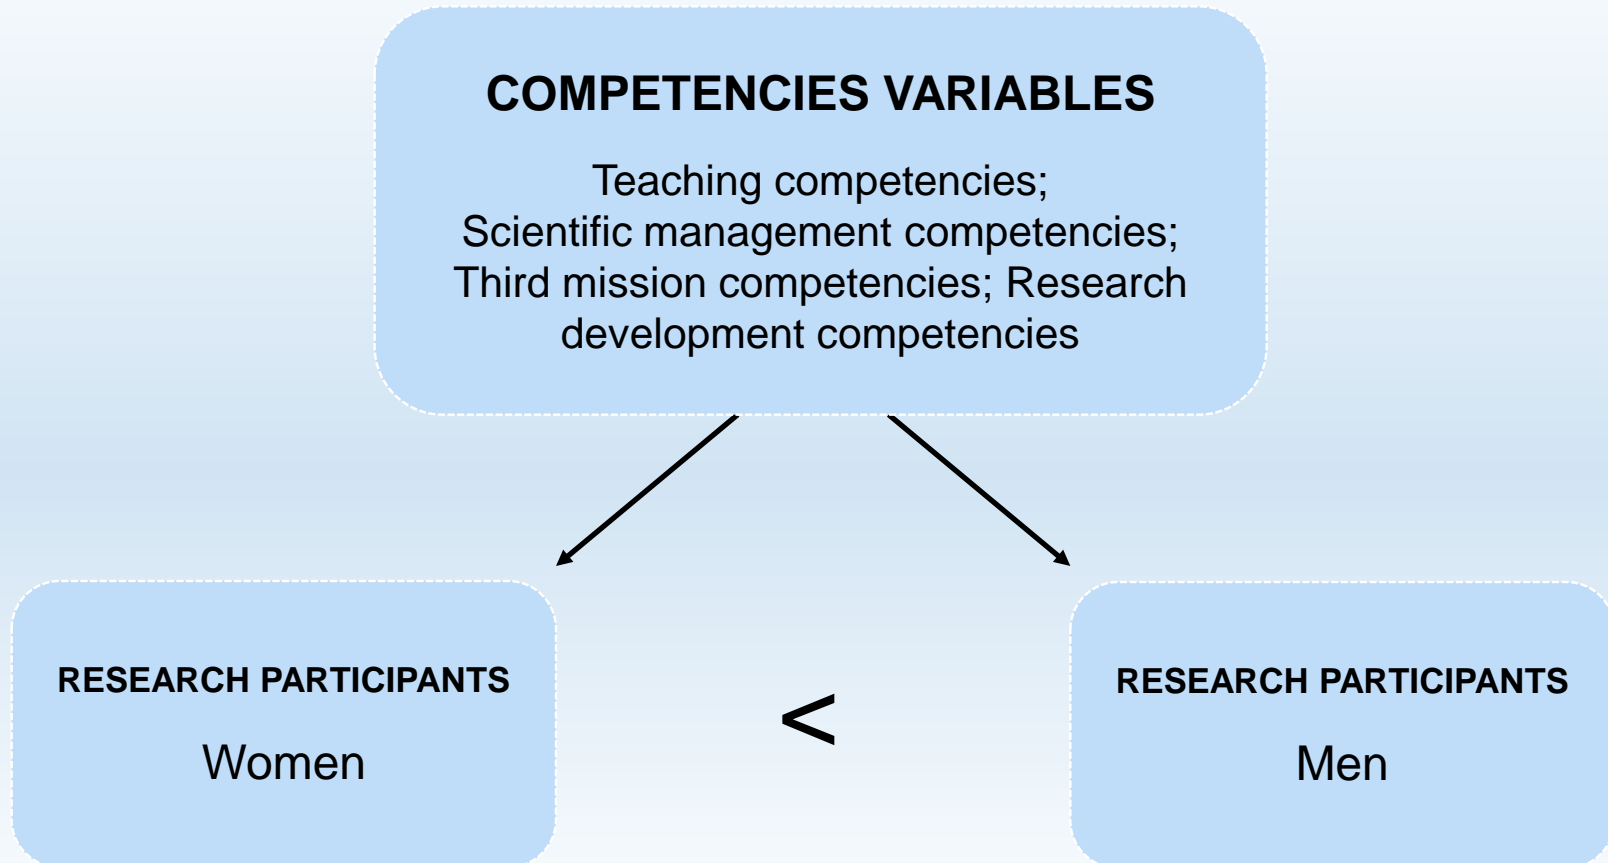 COMPETENCIES VARIABLES
Teaching competencies;
Scientific management competencies;
Third mission competencies; Research
development competencies
RESEARCH PARTICIPANTS
Women
<
RESEARCH PARTICIPANTS
Men